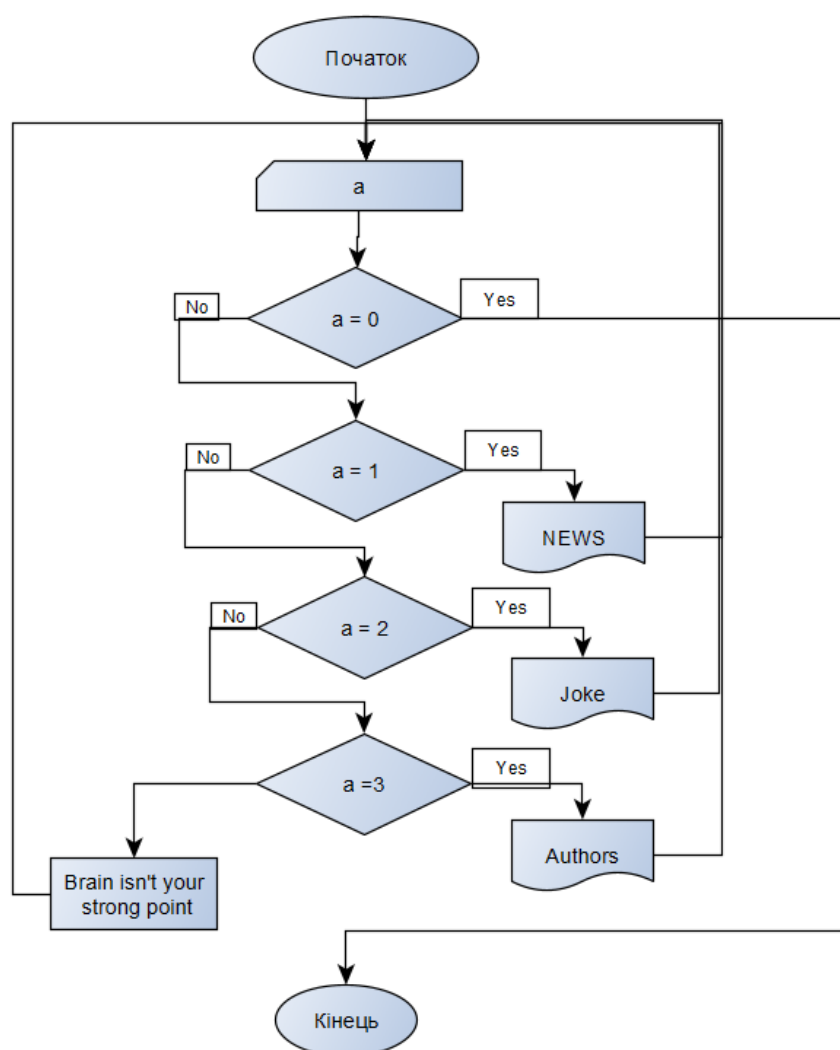 Початок
a
No
a = 0
Yes
No
a = 1
Yes
NEWS
No
a = 2
Yes
Joke
a =3
Yes
Authors
Brain isn't your
strong point
Кінець